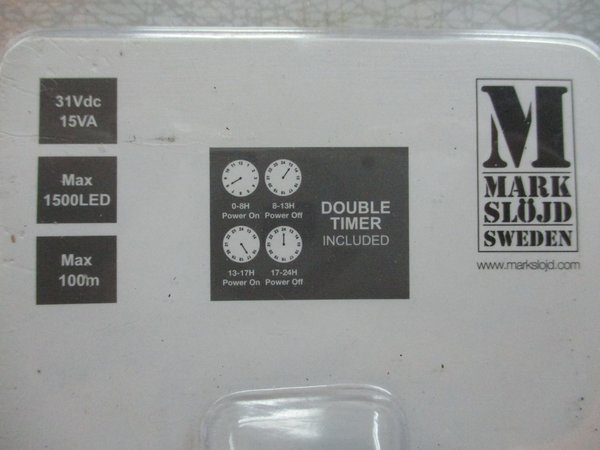 31Vdc
15VA
Max
1500LED
Max
100m
0-8H
Power On
8-13H
Power Off
13-17H
Power On
17-24H
Power Off
DOUBLE
TIMER
INCLUDED
M
MARK
SLÖJD
SWEDEN
www.markslojd.com